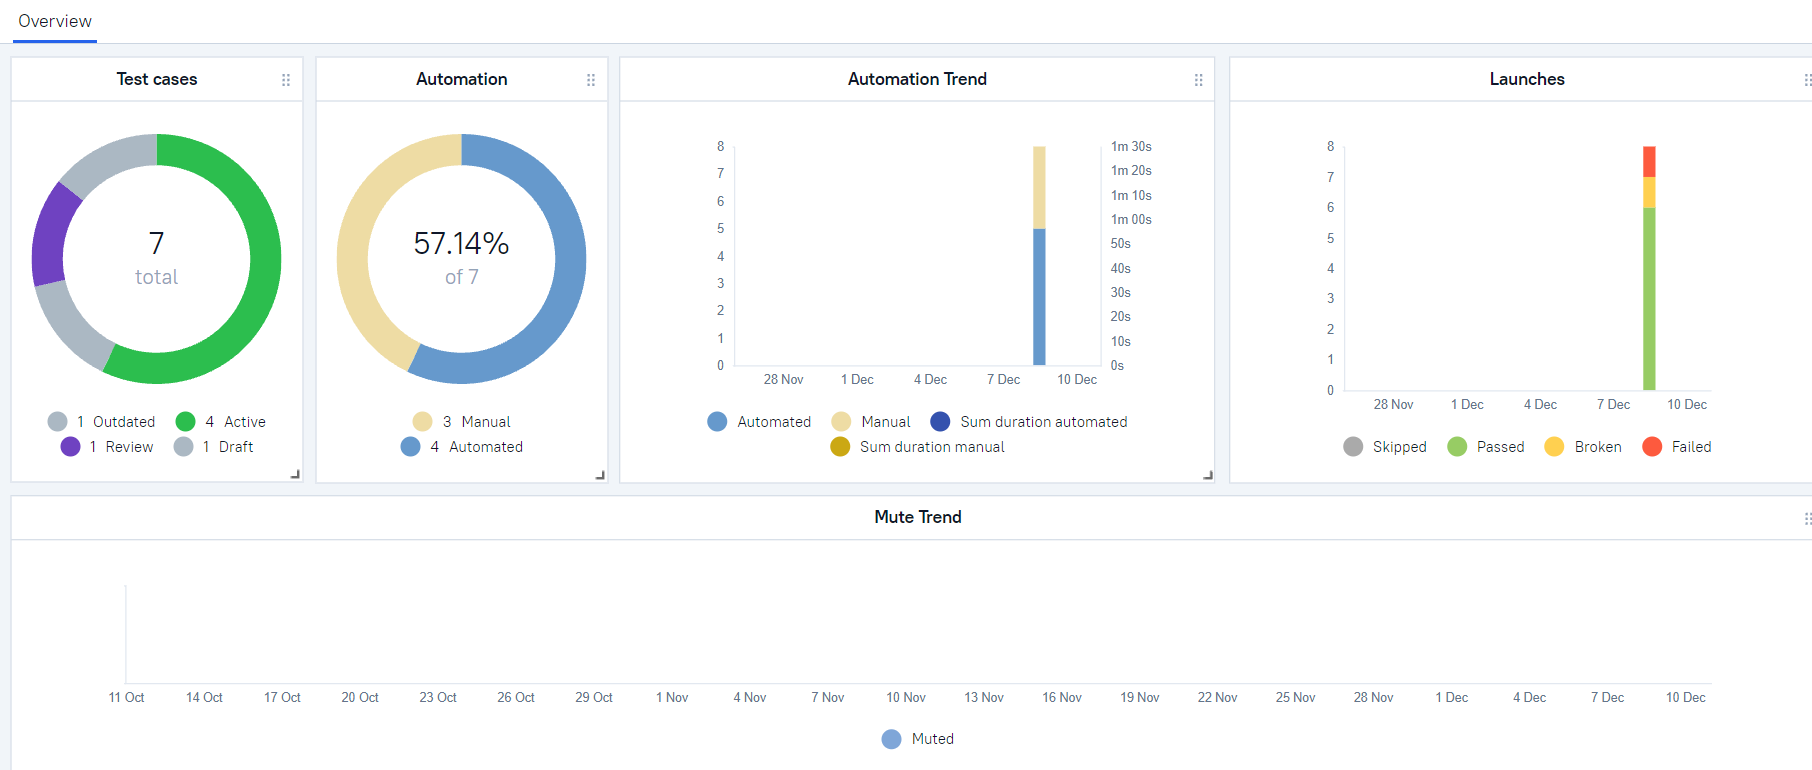 Overview
Test cases
7
total
1 Outdated
4 Active
1 Review
1 Draft
Automation
57.14%
of 7
3 Manual
4 Automated
Automation Trend
8
7
6
5
4
3
2
1
0
1m 30s
1m 20s
1m 10s
1m 00s
50s
40s
30s
20s
10s
0s
28 Nov 1 Dec 4 Dec 7 Dec 10 Dec
Automated Manual Sum duration automated
Sum duration manual
Launches
8
7
6
5
4
3
2
1
0
28 Nov 1 Dec 4 Dec 7 Dec 10 Dec
Skipped Passed Broken Failed
Mute Trend
11 Oct 14 Oct 17 Oct 20 Oct 23 Oct 26 Oct 29 Oct 1 Nov 4 Nov 7 Nov 10 Nov 13 Nov 16 Nov 19 Nov 22 Nov 25 Nov 28 Nov 1 Dec 4 Dec 7 Dec 10 Dec
Muted